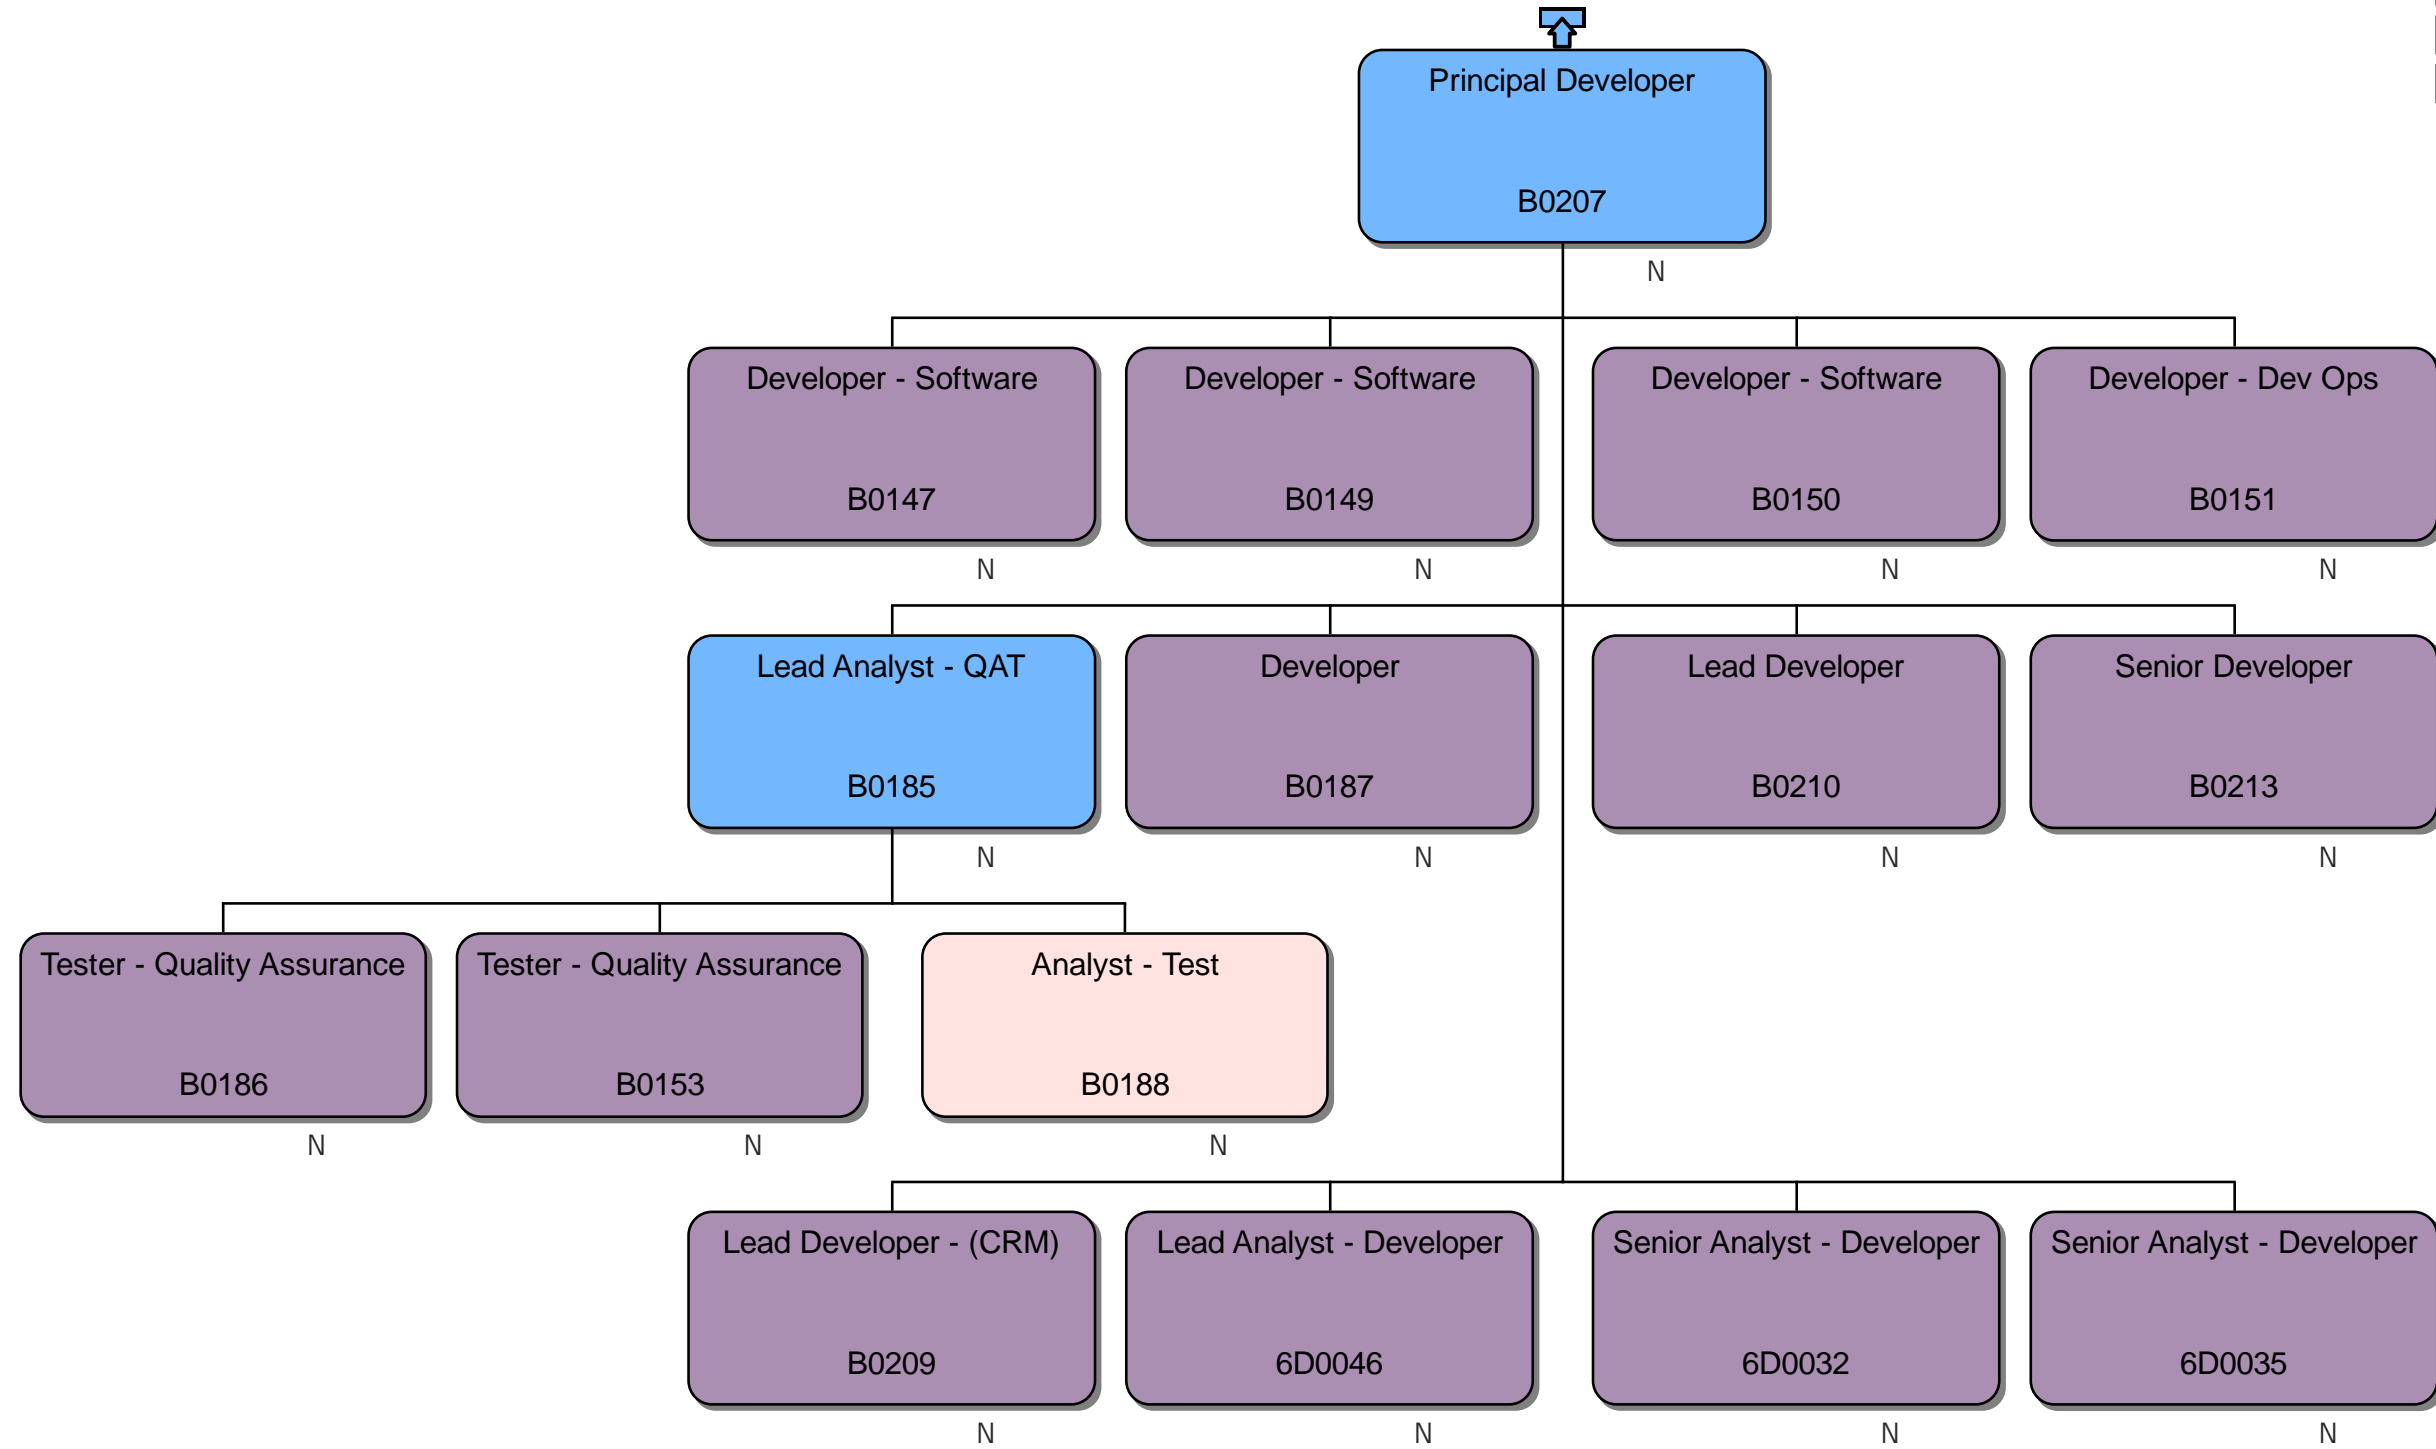 Principal Developer
B0207
N
Developer - Software
B0147
N
Developer - Software
B0149
N
Developer - Software
B0150
N
Developer - Dev Ops
B0151
N
Lead Analyst - QAT
B0185
N
Developer
B0187
N
Lead Developer
B0210
N
Senior Developer
B0213
N
Tester - Quality Assurance
B0186
N
Tester - Quality Assurance
B0153
N
Analyst - Test
B0188
N
Lead Developer - (CRM)
B0209
N
Lead Analyst - Developer
6D0046
N
Senior Analyst - Developer
6D0032
N
Senior Analyst - Developer
6D0035
N